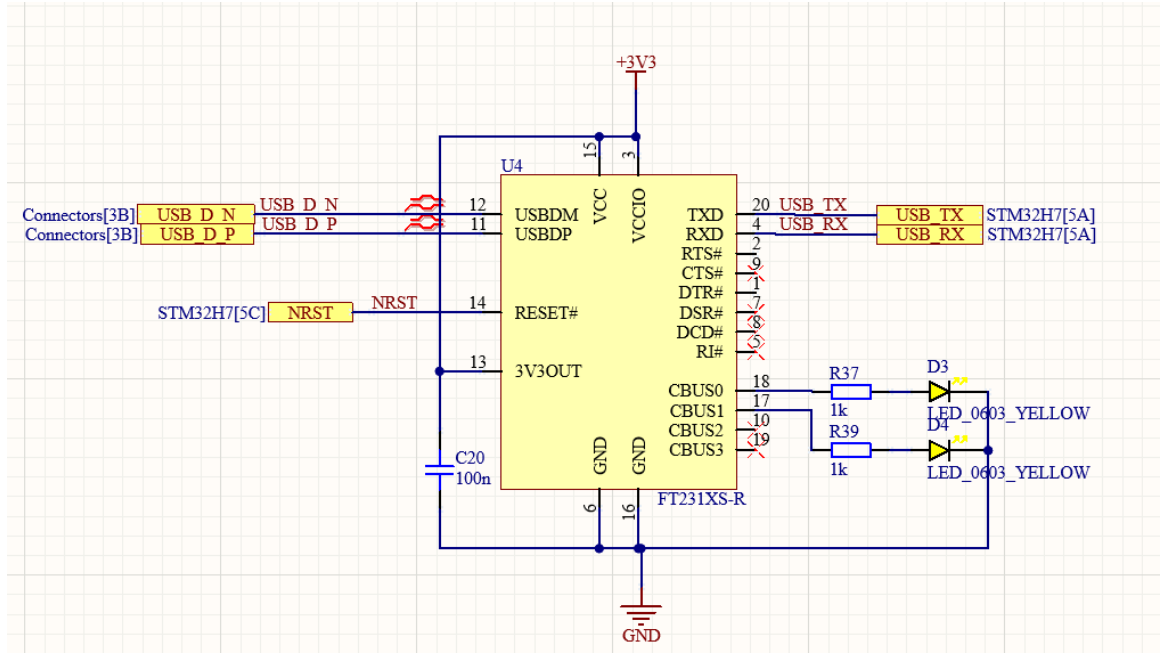 +3V3
U4
15
3
VCC
VCCIO
Connectors[3B]
USB_D_N
USB_D_N
12
USBDM
Connectors[3B]
USB_D_P
USB_D_P
11
USBDP
STM32H7[5C]
NRST
NRST
14
RESET#
13
3V3OUT
TXD
20
USB_TX
USB_TX
STM32H7[5A]
RXD
4
USB_RX
USB_RX
STM32H7[5A]
RTS#
2
CTS#
9
DTR#
1
DSR#
7
DCD#
8
RI#
5
CBUS0
18
R37
1k
D3
LED_0603_YELLOW
CBUS1
17
CBUS2
10
R39
1k
D4
LED_0603_YELLOW
CBUS3
19
C20
100n
GND
GND
6
16
FT231XS-R
GND